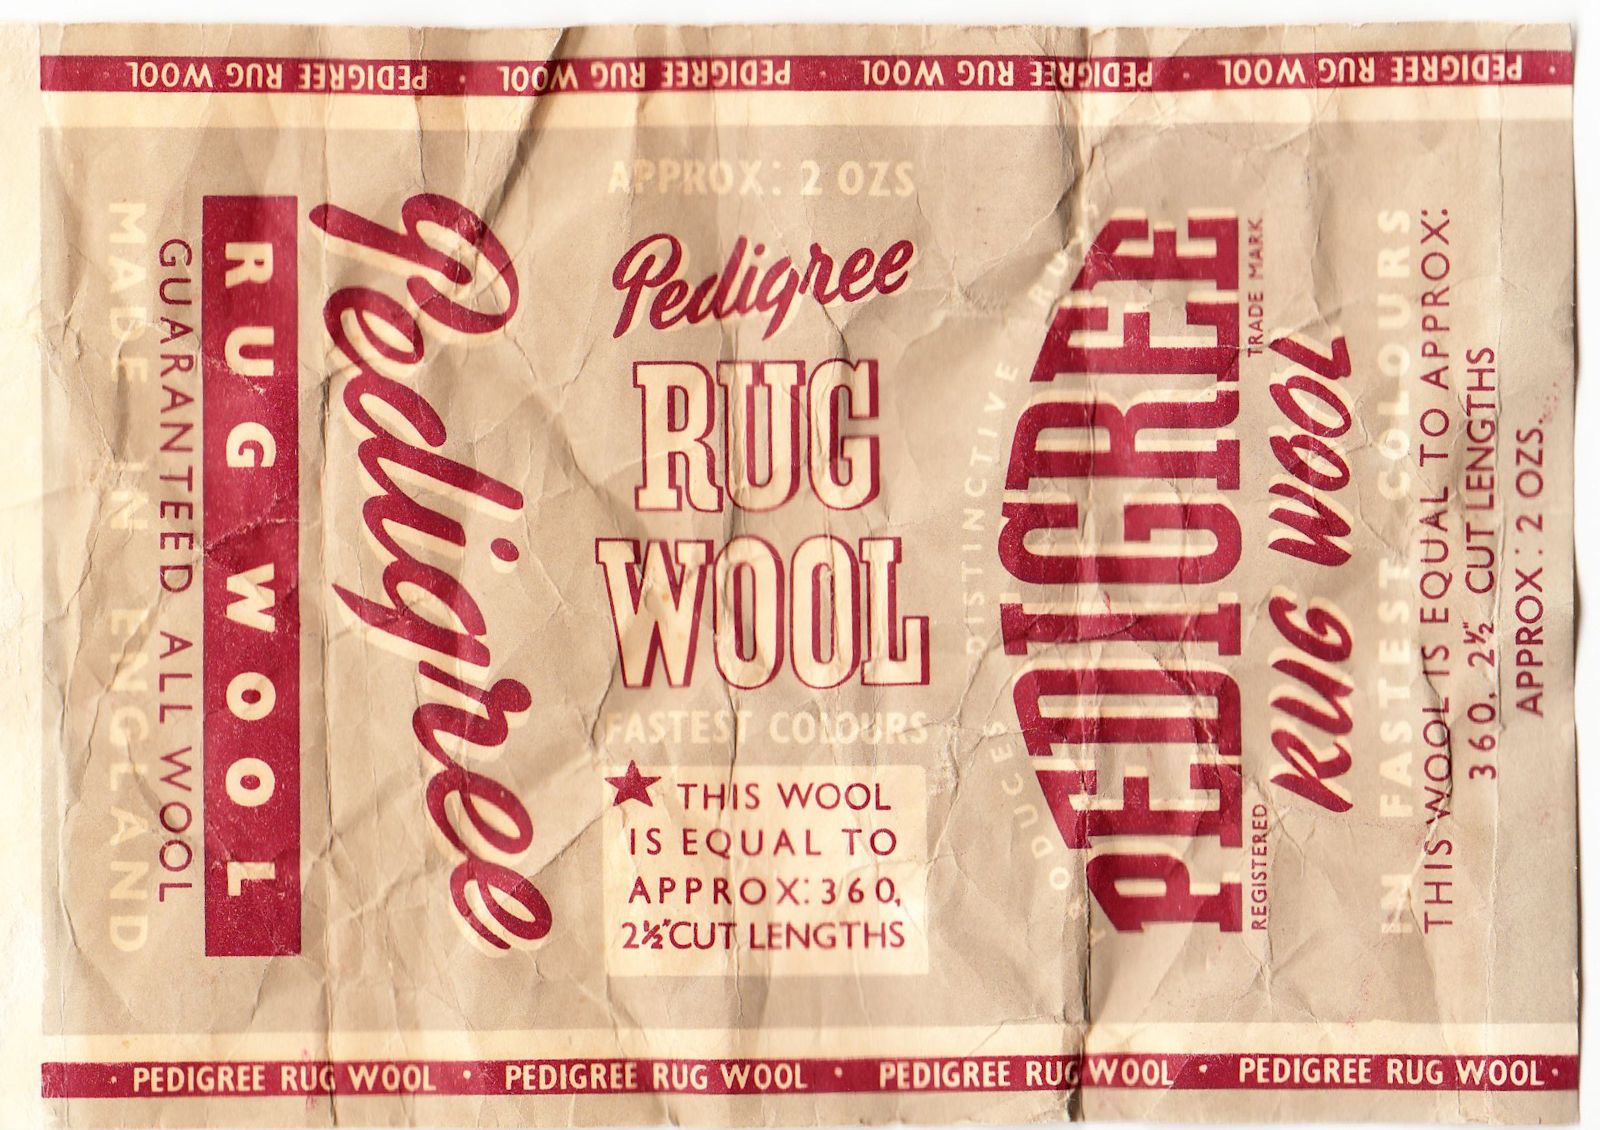 PEDIGREE RUG WOOL · PEDIGREE RUG WOOL · PEDIGREE RUG WOOL · PEDIGREE RUG WOOL ·
MADE IN ENGLAND
GUARANTEED ALL WOOL
RUG WOOL
Pedigree
APPROX: 2 OZS
Pedigree
RUG
WOOL
FASTEST COLOURS
★ THIS WOOL
IS EQUAL TO
APPROX: 360,
2½" CUT LENGTHS
DISTINCTIVE RUGS
PEDIGREE
REGISTERED TRADE MARK
RUG WOOL
IN FASTEST COLOURS
THIS WOOL IS EQUAL TO APPROX:
360, 2½" CUT LENGTHS
APPROX: 2 OZS.
· PEDIGREE RUG WOOL · PEDIGREE RUG WOOL · PEDIGREE RUG WOOL · PEDIGREE RUG WOOL ·